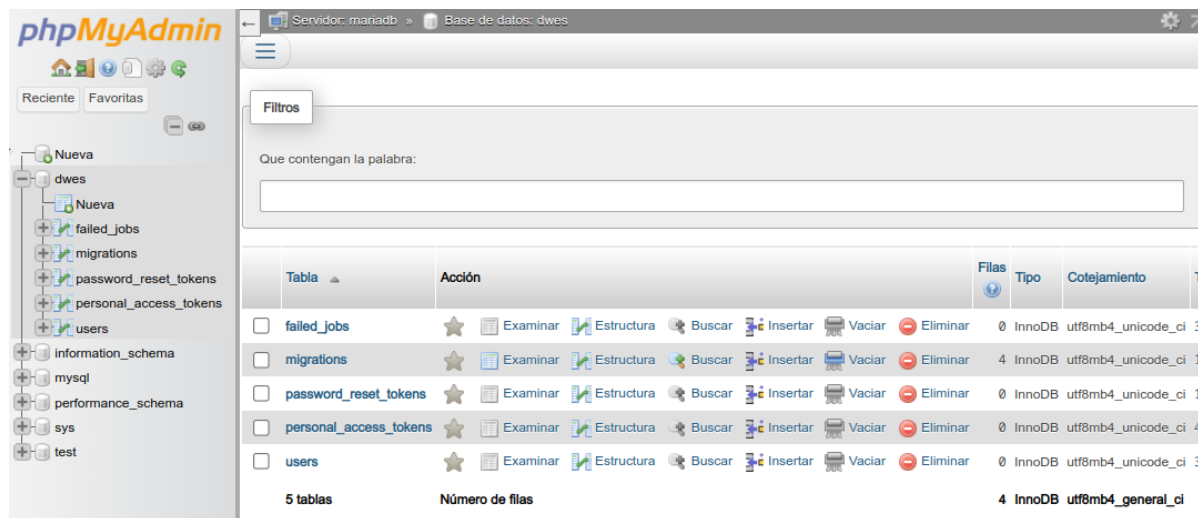 phpMyAdmin
Reciente Favoritas
Nueva
dwes
Nueva
failed_jobs
migrations
password_reset_tokens
personal_access_tokens
users
information_schema
mysql
performance_schema
sys
test
Servidor: mariadb » Base de datos: dwes
Filtros
Que contengan la palabra:
Tabla Acción Filas Tipo Cotejamiento
failed_jobs Examinar Estructura Buscar Insertar Vaciar Eliminar 0 InnoDB utf8mb4_unicode_ci
migrations Examinar Estructura Buscar Insertar Vaciar Eliminar 4 InnoDB utf8mb4_unicode_ci
password_reset_tokens Examinar Estructura Buscar Insertar Vaciar Eliminar 0 InnoDB utf8mb4_unicode_ci
personal_access_tokens Examinar Estructura Buscar Insertar Vaciar Eliminar 0 InnoDB utf8mb4_unicode_ci
users Examinar Estructura Buscar Insertar Vaciar Eliminar 0 InnoDB utf8mb4_unicode_ci
5 tablas Número de filas 4 InnoDB utf8mb4_general_ci